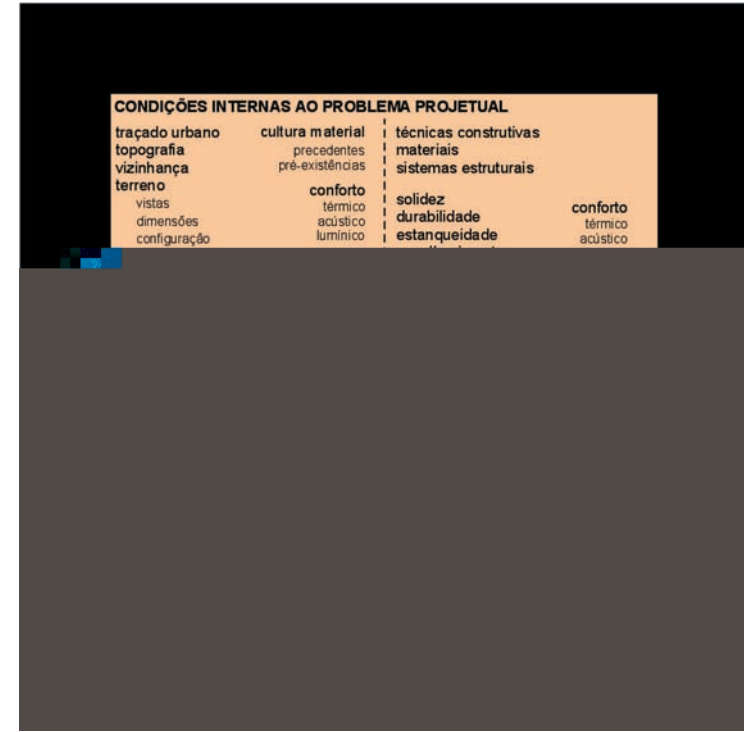 CONDIÇÕES INTERNAS AO PROBLEMA PROJETUAL
traçado urbano
topografia
vizinhança
terreno
vistas
dimensões
configuração
cultura material
precedentes
pré-existências
conforto
térmico
acústico
lumínico
técnicas construtivas
materiais
sistemas estruturais
solidez
durabilidade
estanqueidade
conforto
térmico
acústico